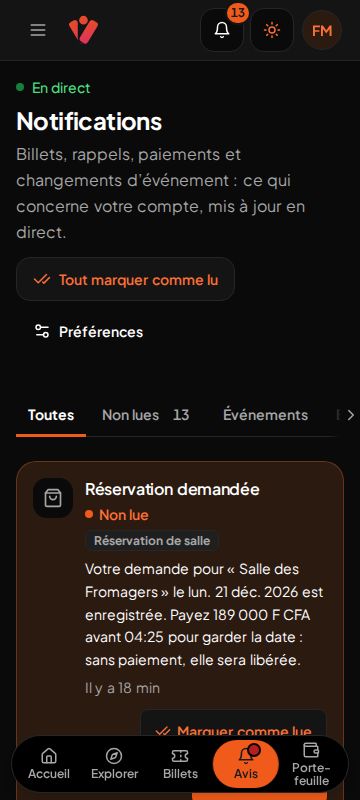 13
FM
En direct
Notifications
Billets, rappels, paiements et
changements d’événement : ce qui
concerne votre compte, mis à jour en
direct.
Tout marquer comme lu
Préférences
Toutes Non lues 13 Événements
Réservation demandée
Non lue
Réservation de salle
Votre demande pour « Salle des
Fromagers » le lun. 21 déc. 2026 est
enregistrée. Payez 189 000 F CFA
avant 04:25 pour garder la date :
sans paiement, elle sera libérée.
Il y a 18 min
Marquer comme lue
Accueil Explorer Billets Avis Porte-
feuille